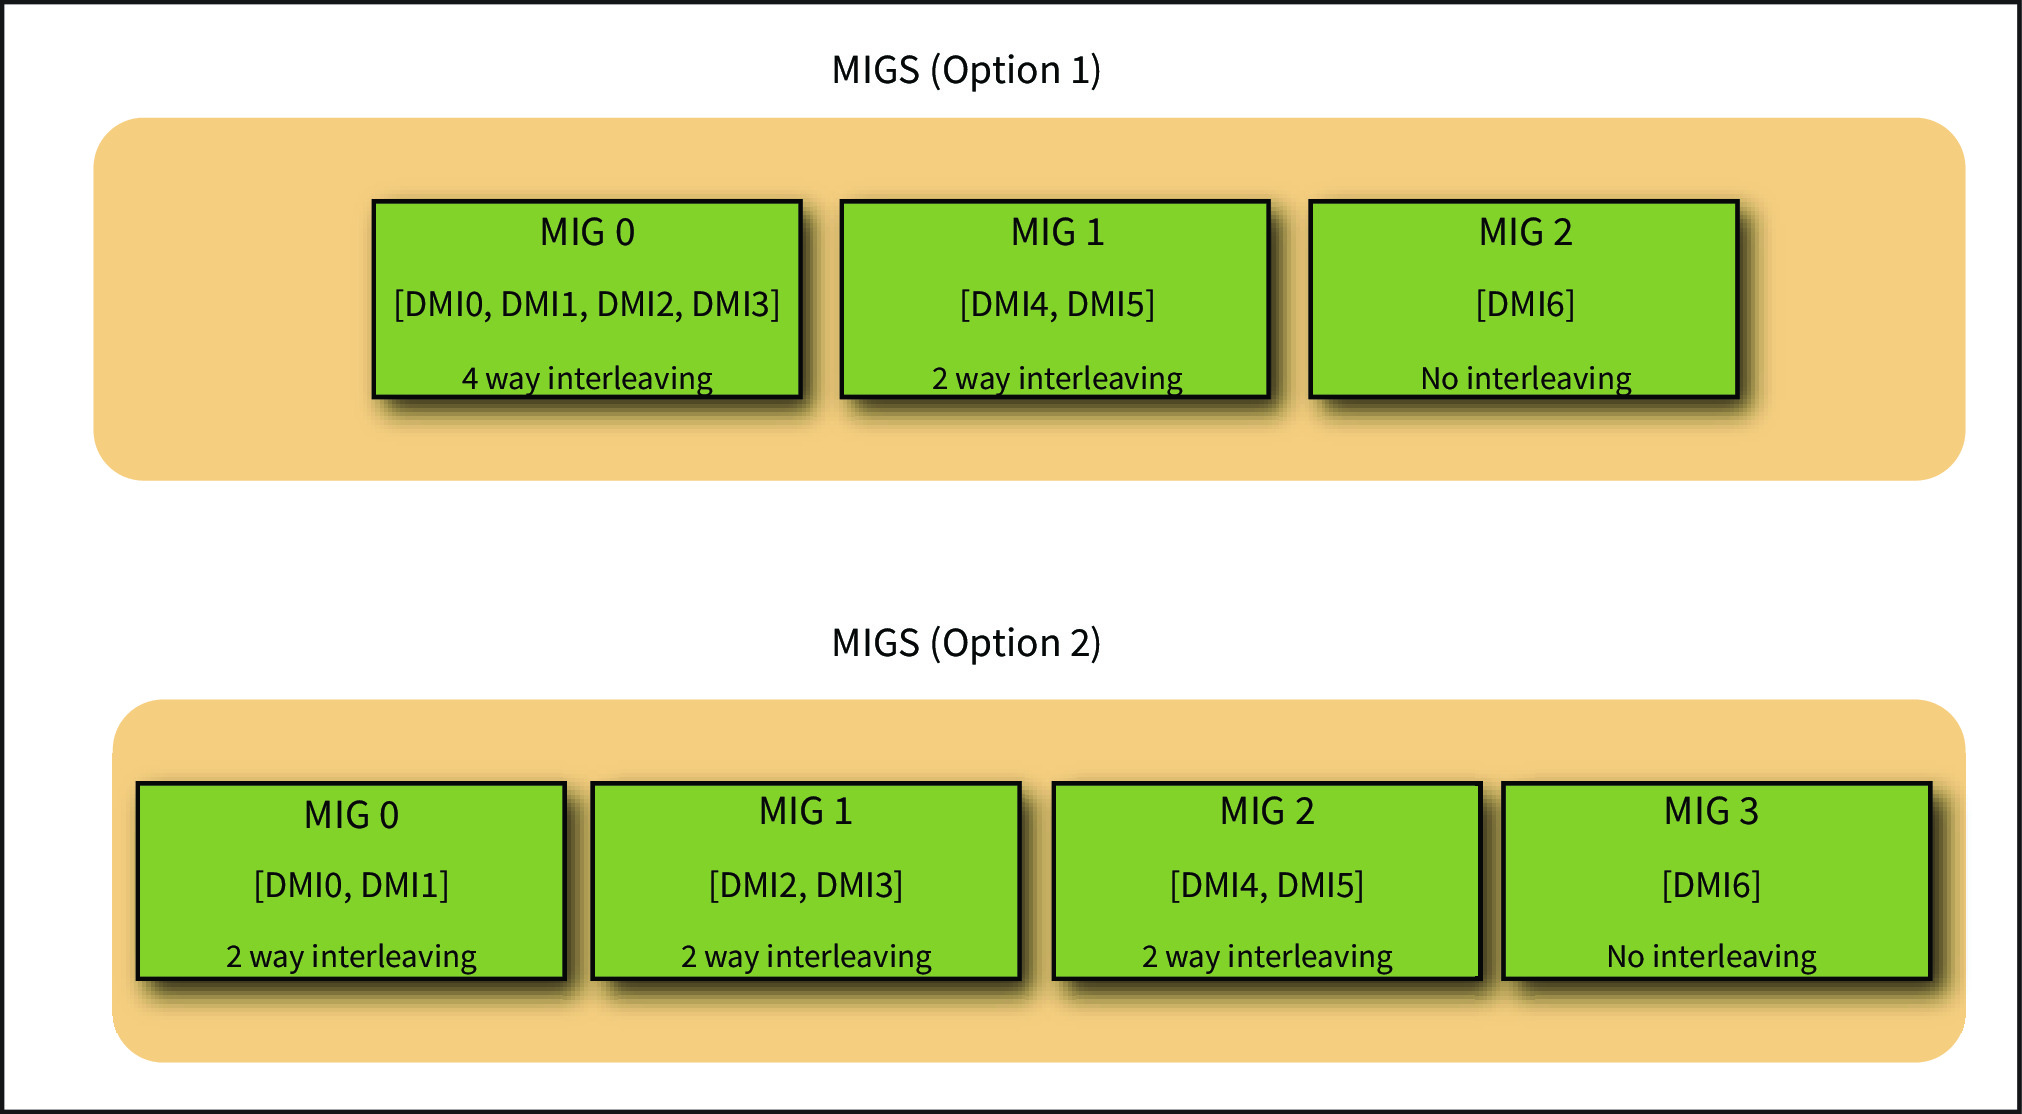 MIGS (Option 1)
MIG 0
[DMI0, DMI1, DMI2, DMI3]
4 way interleaving
MIG 1
[DMI4, DMI5]
2 way interleaving
MIG 2
[DMI6]
No interleaving
MIGS (Option 2)
MIG 0
[DMI0, DMI1]
2 way interleaving
MIG 1
[DMI2, DMI3]
2 way interleaving
MIG 2
[DMI4, DMI5]
2 way interleaving
MIG 3
[DMI6]
No interleaving